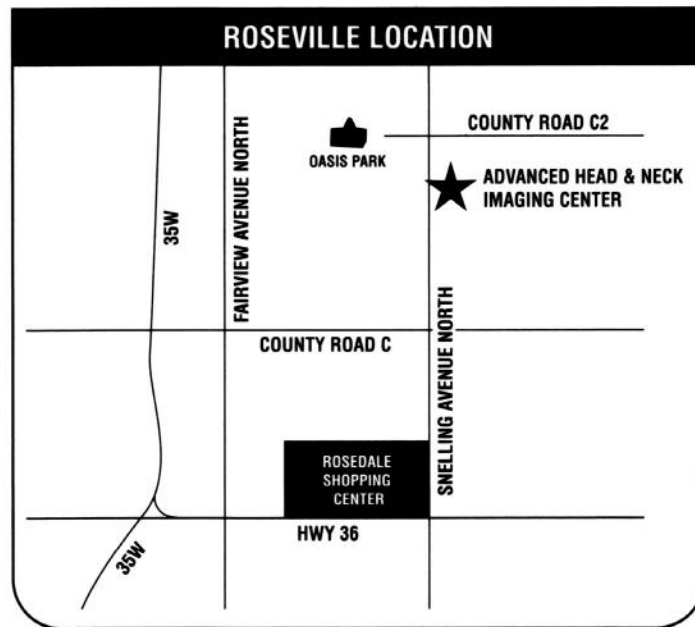 ROSEVILLE LOCATION
COUNTY ROAD C2
OASIS PARK
ADVANCED HEAD & NECK
IMAGING CENTER
35W
FAIRVIEW AVENUE NORTH
COUNTY ROAD C
SNELLING AVENUE NORTH
ROSEDALE
SHOPPING
CENTER
HWY 36
35W